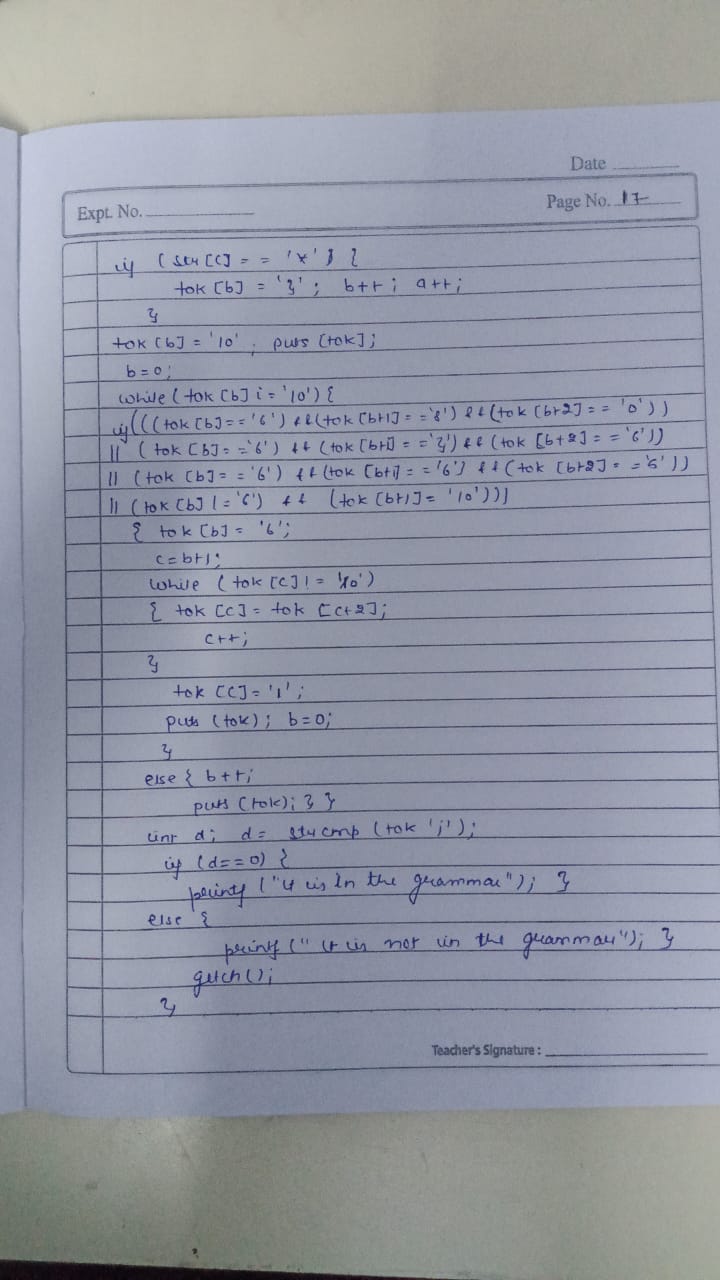 Date
Expt. No.
Page No. 17
if (str [c] = = '*') {
tok [b] = '3'; b++; a++;
}
tok [b] = '10'; puts [tok];
b=0;
while ( tok [b] i = '10') {
if(((tok [b]= = '6') && (tok [b+1]= = '8') && (tok [b+2]= = '0'))
|| (tok [b]= = '6') && (tok [b+1] = = '3') && (tok [b+2]= = '6'))
|| (tok [b]= = '6') && (tok [b+1] = = '6') && (tok [b+2]= = '5'))
|| (tok [b] != '6') && (tok [b+1]= '10')))
{ tok [b] = '6';
c=b+1;
while ( tok [c] != '10')
{ tok [c] = tok [c+2];
c++;
}
tok [c] = '1';
puts (tok); b=0;
}
else { b++;
puts (tok); } }
int d; d= strcmp (tok 'j');
if (d==0) {
printf ("it is in the grammar"); }
else {
printf (" it is not in the grammar"); }
getch();
}
Teacher's Signature :